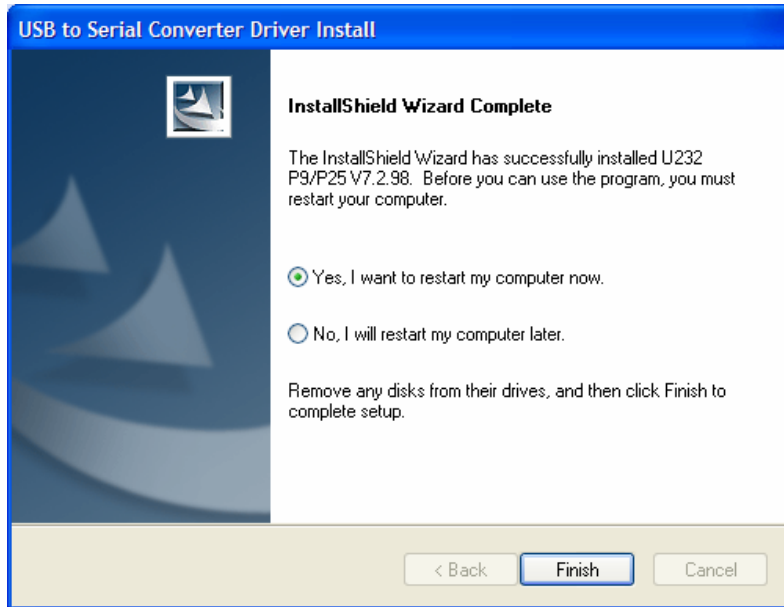 USB to Serial Converter Driver Install
InstallShield Wizard Complete
The InstallShield Wizard has successfully installed U232
P9/P25 V7.2.98.  Before you can use the program, you must
restart your computer.
Yes, I want to restart my computer now.
No, I will restart my computer later.
Remove any disks from their drives, and then click Finish to
complete setup.
< Back
Finish
Cancel